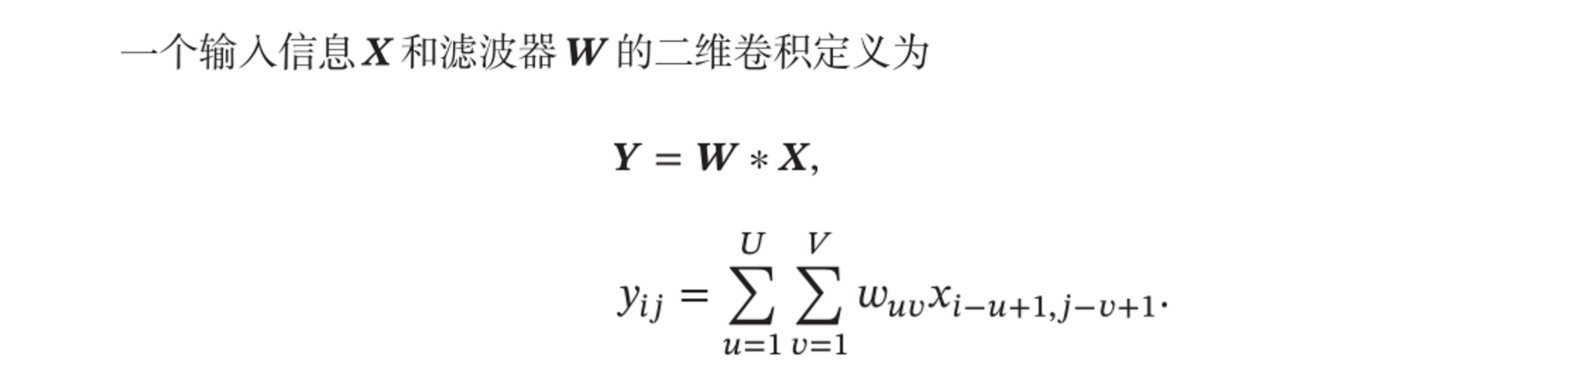 一个输入信息 X 和滤波器 W 的二维卷积定义为
Y = W ∗ X,
y_{ij} = \sum_{u=1}^{U} \sum_{v=1}^{V} w_{uv} x_{i−u+1,j−v+1}.